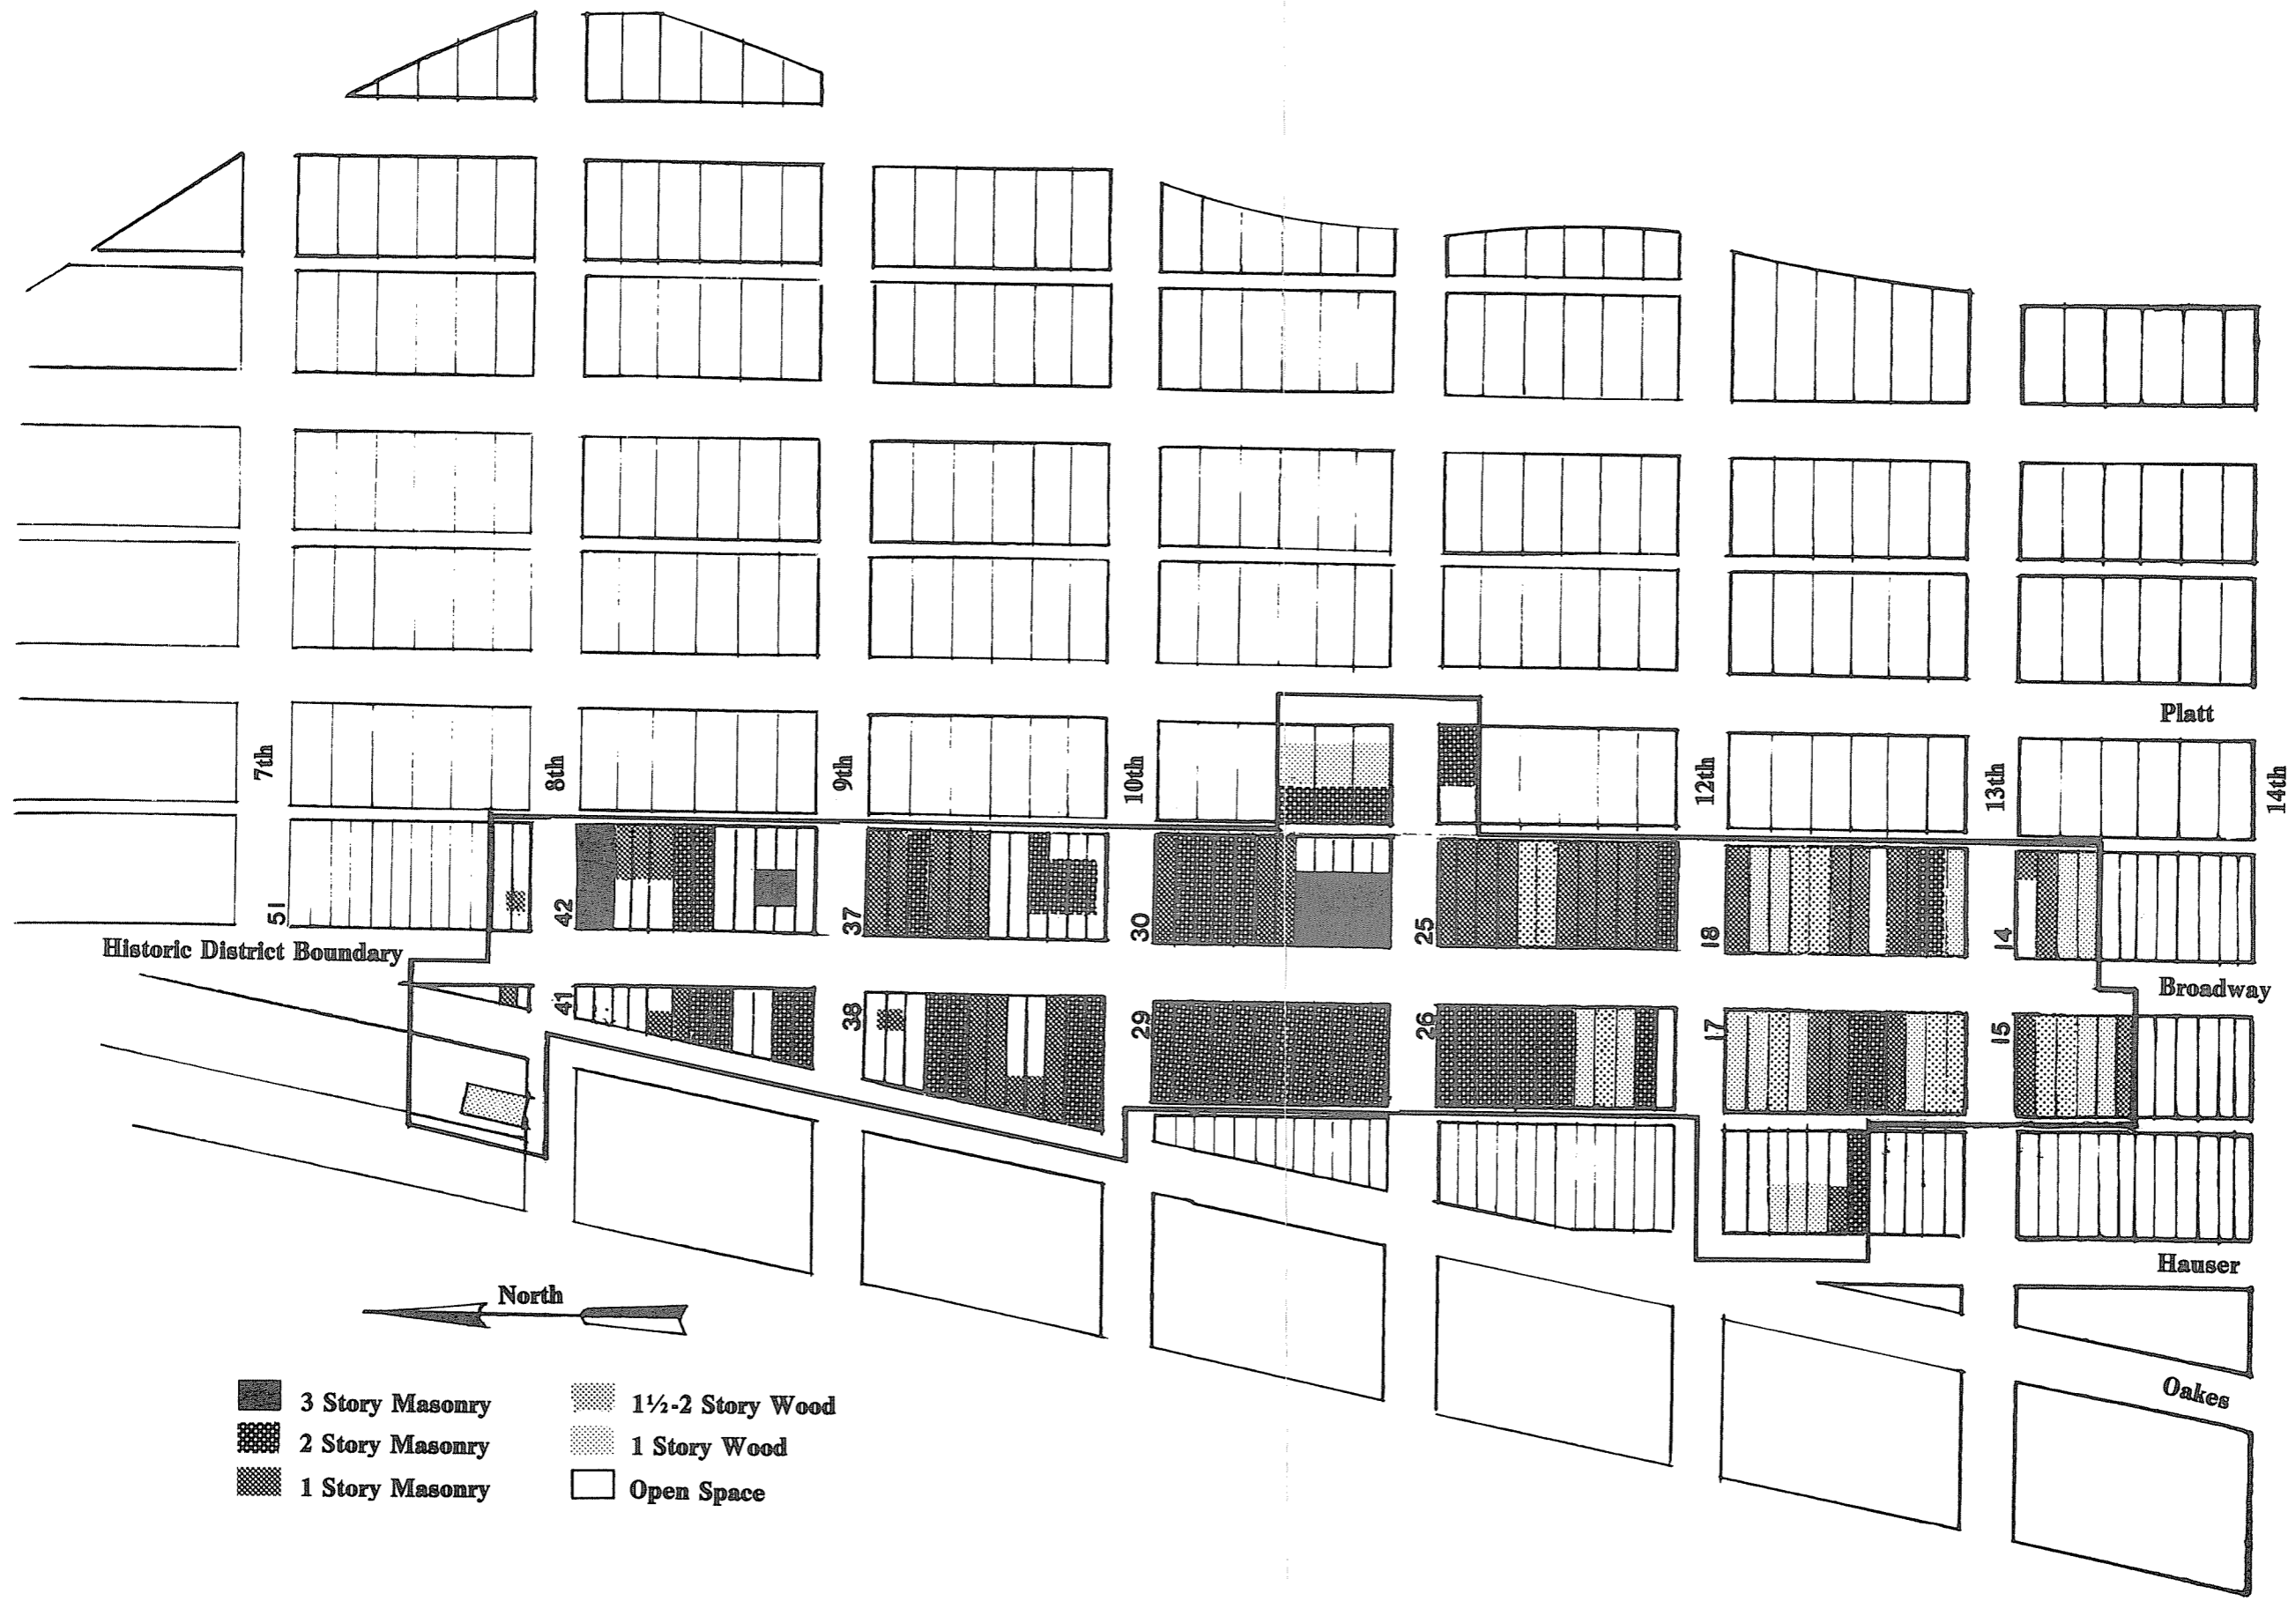 Platt
7th
8th
9th
10th
12th
13th
14th
51
42
37
30
25
18
14
Historic District Boundary
Broadway
41
38
29
26
17
15
Hauser
North
Oakes
3 Story Masonry
2 Story Masonry
1 Story Masonry
1½-2 Story Wood
1 Story Wood
Open Space